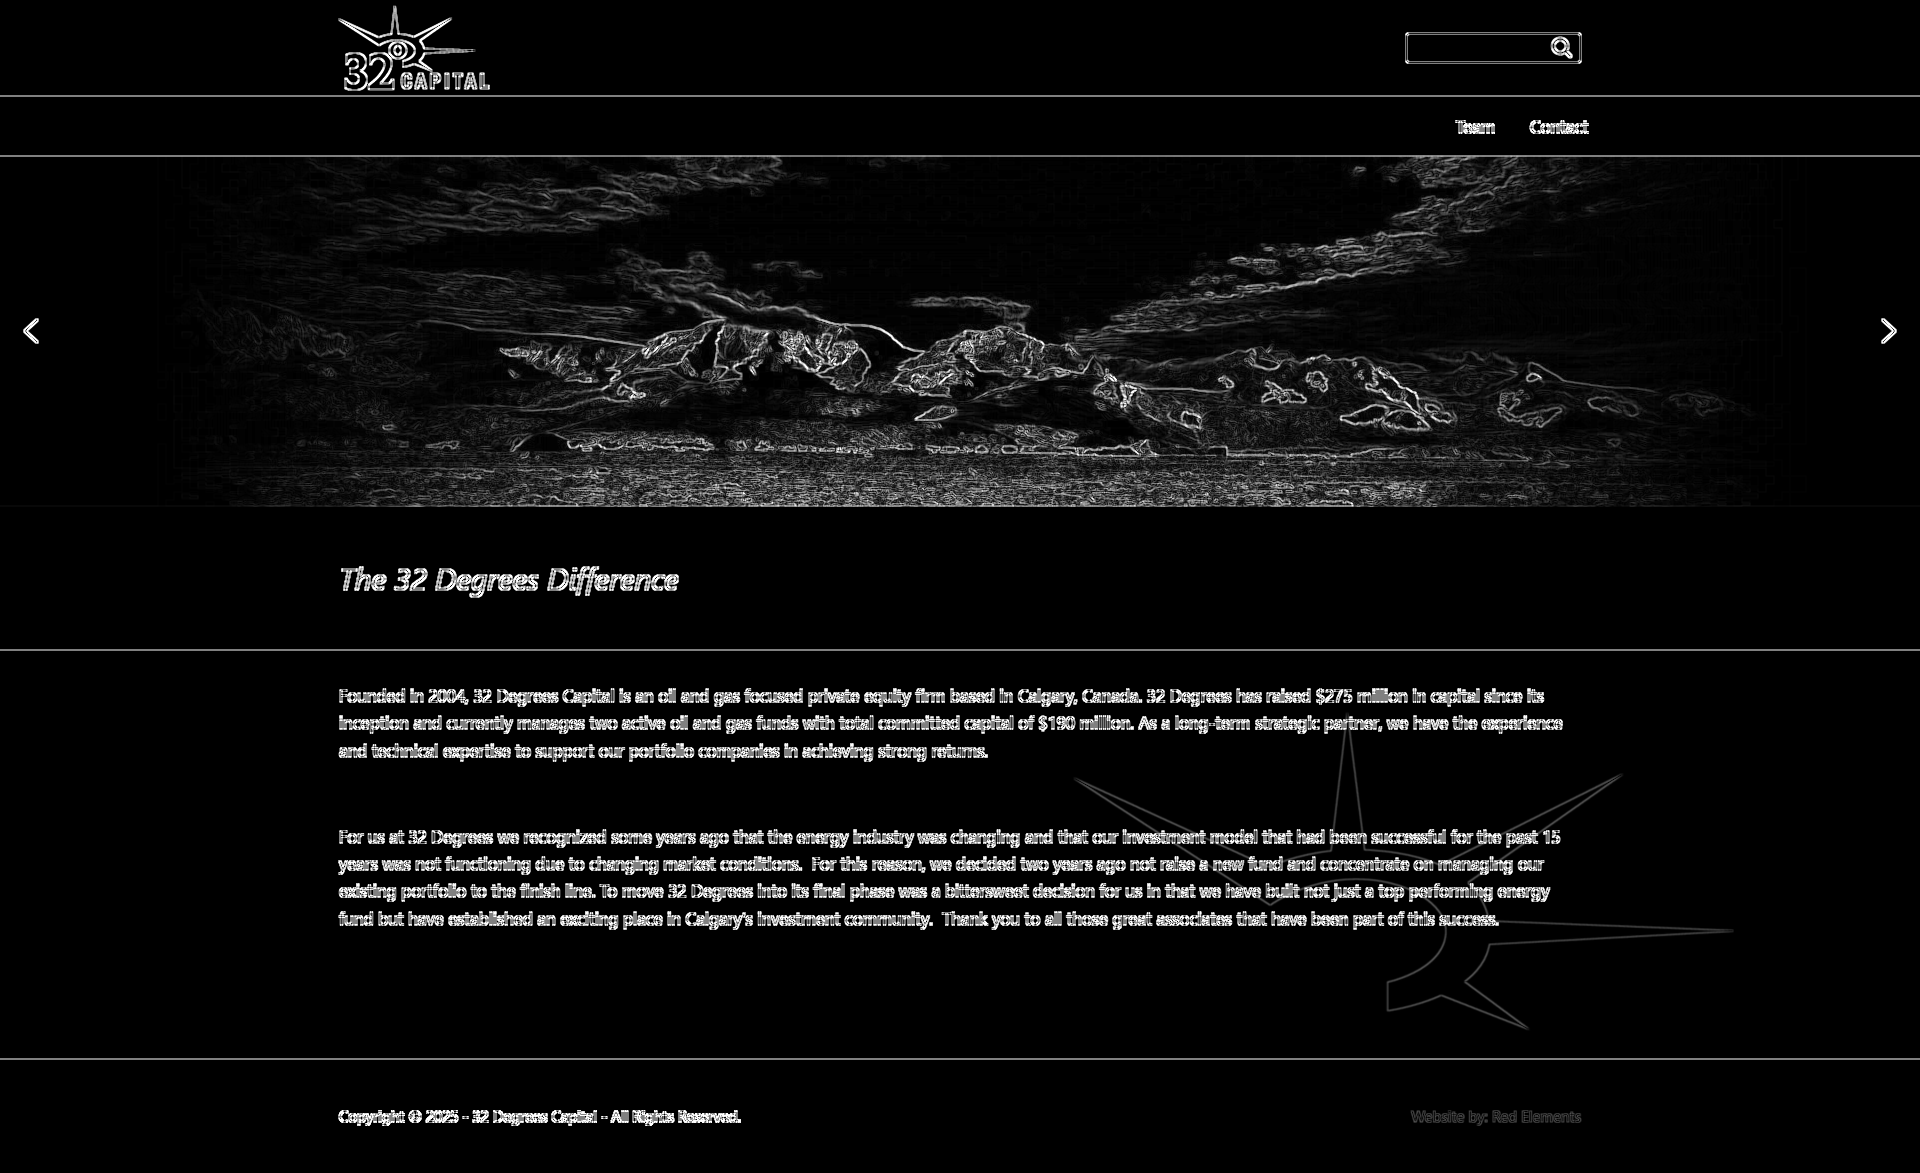 32 CAPITAL
Team Contact
The 32 Degrees Difference
Founded in 2004, 32 Degrees Capital is an oil and gas focused private equity firm based in Calgary, Canada. 32 Degrees has raised $275 million in capital since its
inception and currently manages two active oil and gas funds with total committed capital of $190 million. As a long-term strategic partner, we have the experience
and technical expertise to support our portfolio companies in achieving strong returns.
For us at 32 Degrees we recognized some years ago that the energy industry was changing and that our investment model that had been successful for the past 15
years was not functioning due to changing market conditions.  For this reason, we decided two years ago not raise a new fund and concentrate on managing our
existing portfolio to the finish line. To move 32 Degrees into its final phase was a bittersweet decision for us in that we have built not just a top performing energy
fund but have established an exciting place in Calgary's investment community.  Thank you to all those great associates that have been part of this success.
Copyright © 2025 - 32 Degrees Capital - All Rights Reserved.
Website by: Red Elements